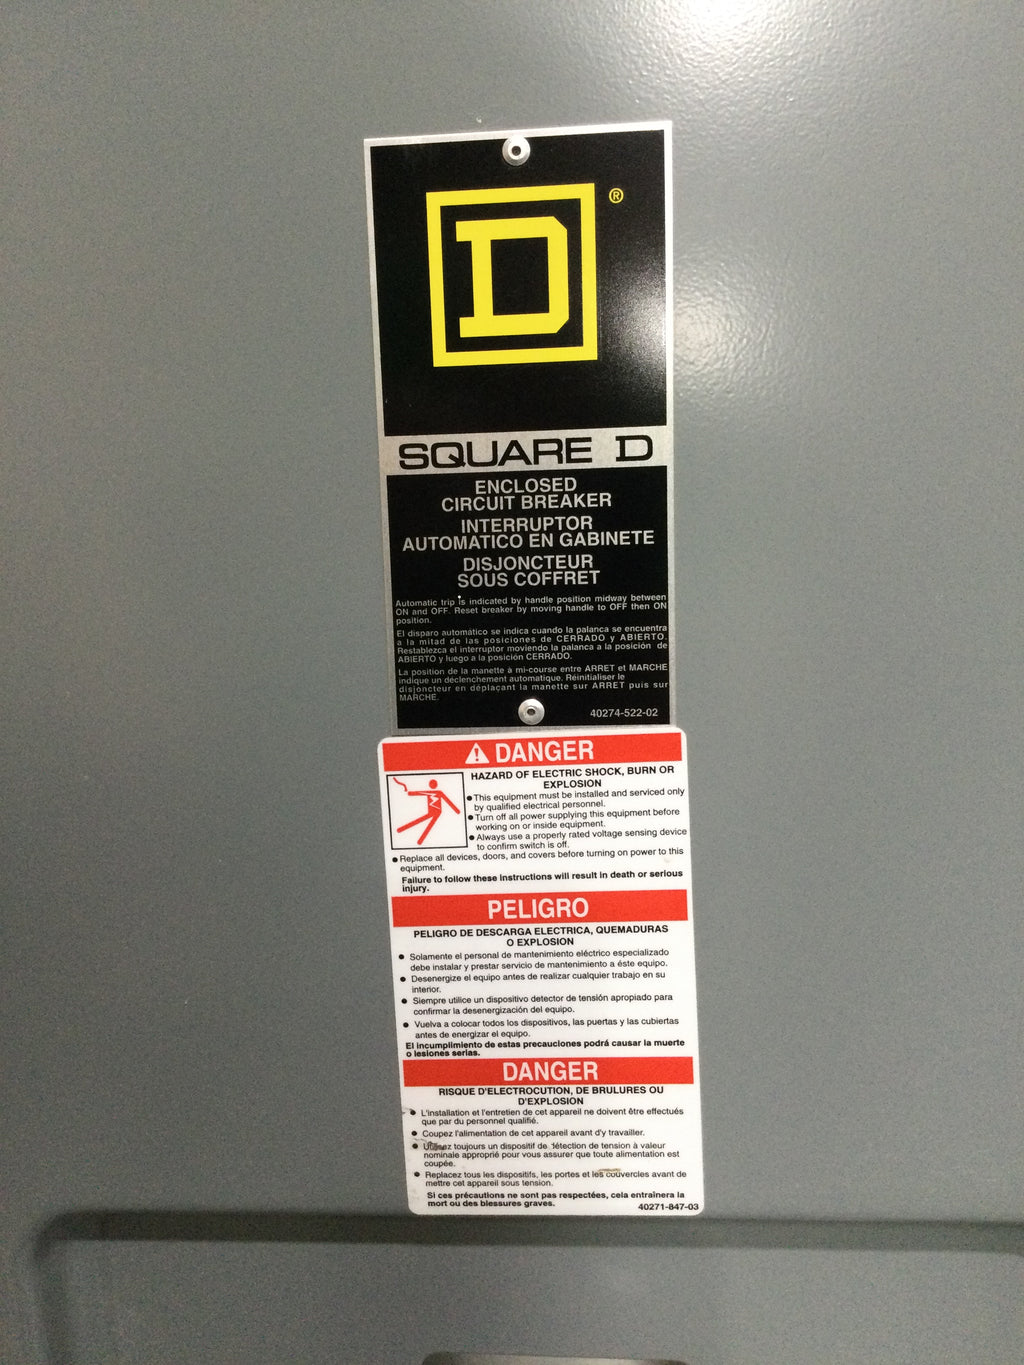 D ®
SQUARE D
ENCLOSED
CIRCUIT BREAKER
INTERRUPTOR
AUTOMATICO EN GABINETE
DISJONCTEUR
SOUS COFFRET
Automatic trip is indicated by handle position midway between
ON and OFF. Reset breaker by moving handle to OFF then ON
position.
El disparo automático se indica cuando la palanca se encuentra
a la mitad de las posiciones de CERRADO y ABIERTO.
Restablezca el interruptor moviendo la palanca a la posición de
ABIERTO y luego a la posición CERRADO.
La position de la manette à mi-course entre ARRET et MARCHE
indique un déclenchement automatique. Réinitialiser le
disjoncteur en déplaçant la manette sur ARRET puis sur
MARCHE.
40274-522-02
DANGER
HAZARD OF ELECTRIC SHOCK, BURN OR
EXPLOSION
● This equipment must be installed and serviced only
by qualified electrical personnel.
● Turn off all power supplying this equipment before
working on or inside equipment.
● Always use a properly rated voltage sensing device
to confirm switch is off.
● Replace all devices, doors, and covers before turning on power to this
equipment.
Failure to follow these instructions will result in death or serious
injury.
PELIGRO
PELIGRO DE DESCARGA ELECTRICA, QUEMADURAS
O EXPLOSION
● Solamente el personal de mantenimiento eléctrico especializado
debe instalar y prestar servicio de mantenimiento a éste equipo.
● Desenergize el equipo antes de realizar cualquier trabajo en su
interior.
● Siempre utilice un dispositivo detector de tensión apropiado para
confirmar la desenergización del equipo.
● Vuelva a colocar todos los dispositivos, las puertas y las cubiertas
antes de energizar el equipo.
El incumplimiento de estas precauciones podrá causar la muerte
o lesiones serias.
DANGER
RISQUE D'ELECTROCUTION, DE BRULURES OU
D'EXPLOSION
● L'installation et l'entretien de cet appareil ne doivent être effectués
que par du personnel qualifié.
● Coupez l'alimentation de cet appareil avant d'y travailler.
● Utilisez toujours un dispositif de détection de tension à valeur
nominale approprié pour vous assurer que toute alimentation est
coupée.
● Replacez tous les dispositifs, les portes et les couvercles avant de
mettre cet appareil sous tension.
Si ces précautions ne sont pas respectées, cela entraînera la
mort ou des blessures graves.
40271-847-03